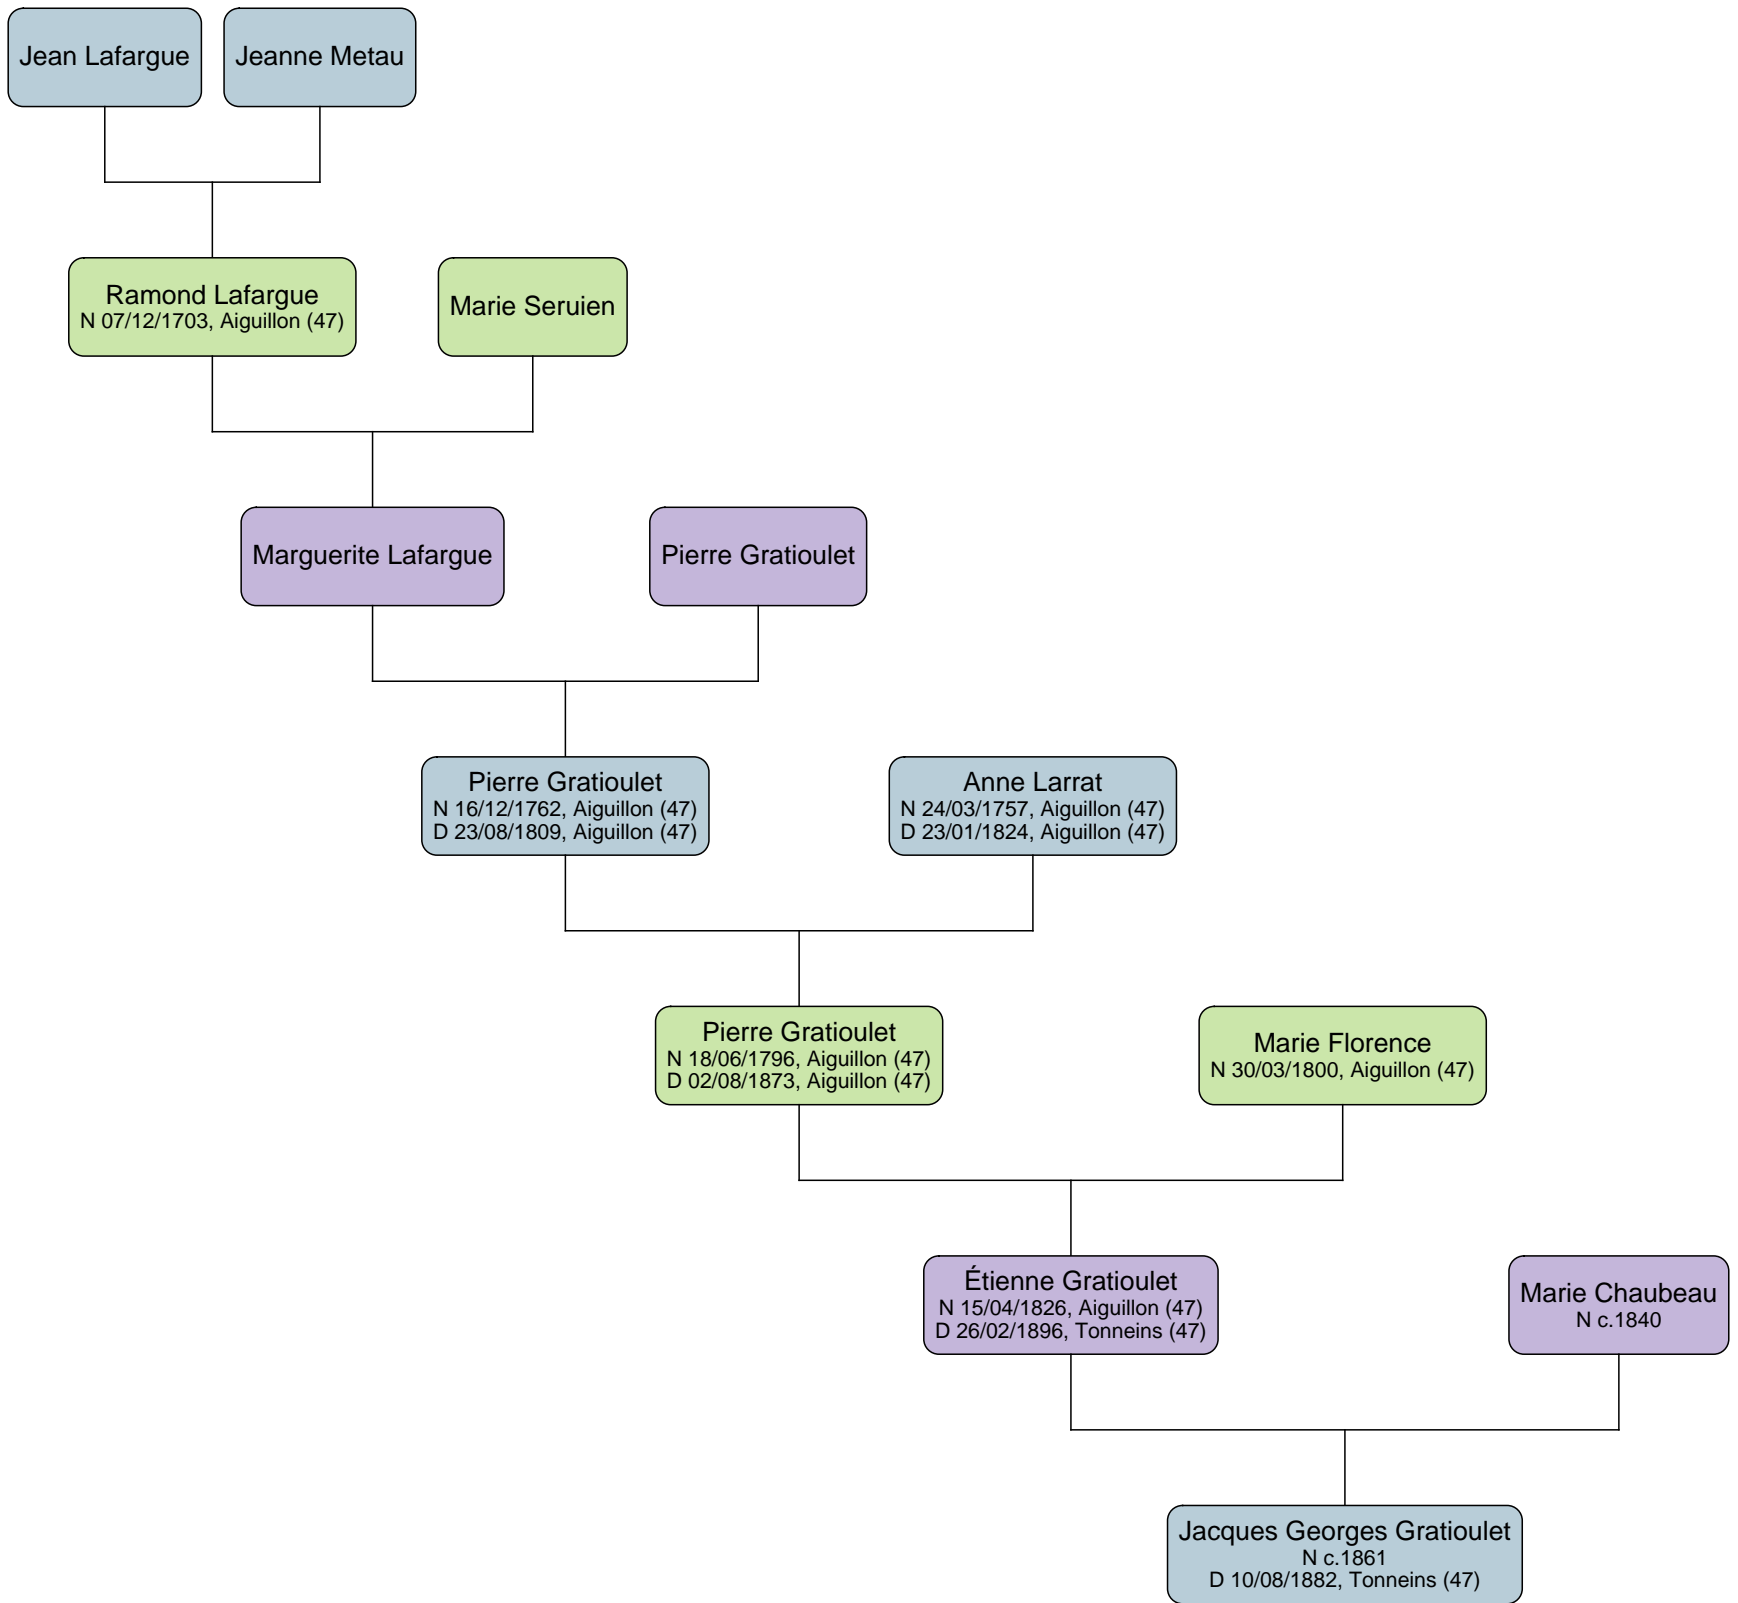 Jean Lafargue
Jeanne Metau
Ramond Lafargue
N 07/12/1703, Aiguillon (47)
Marie Seruien
Marguerite Lafargue
Pierre Gratioulet
Pierre Gratioulet
N 16/12/1762, Aiguillon (47)
D 23/08/1809, Aiguillon (47)
Anne Larrat
N 24/03/1757, Aiguillon (47)
D 23/01/1824, Aiguillon (47)
Pierre Gratioulet
N 18/06/1796, Aiguillon (47)
D 02/08/1873, Aiguillon (47)
Marie Florence
N 30/03/1800, Aiguillon (47)
Étienne Gratioulet
N 15/04/1826, Aiguillon (47)
D 26/02/1896, Tonneins (47)
Marie Chaubeau
N c.1840
Jacques Georges Gratioulet
N c.1861
D 10/08/1882, Tonneins (47)